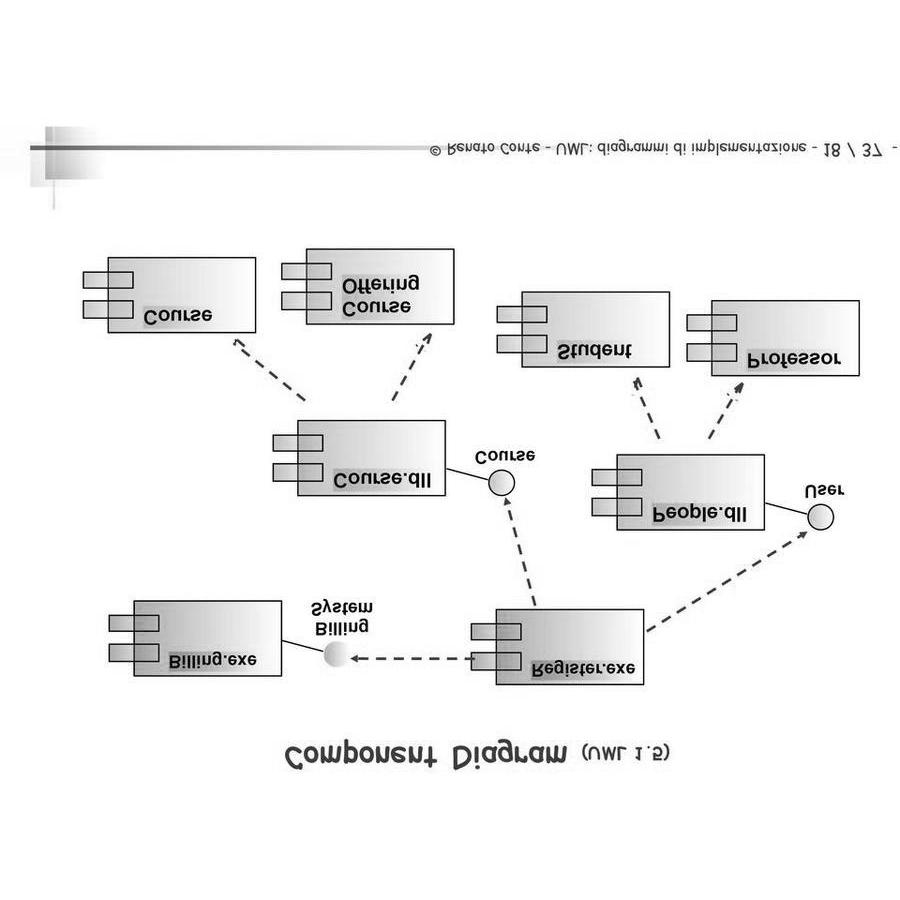 Component Diagram (UML 1.5)
Billing.exe
Billing
System
Register.exe
Course.dll
Course
People.dll
User
Course
Course
Offering
Student
Professor
© Renato Conte - UML: diagrammi di implementazione - 18 / 37 -